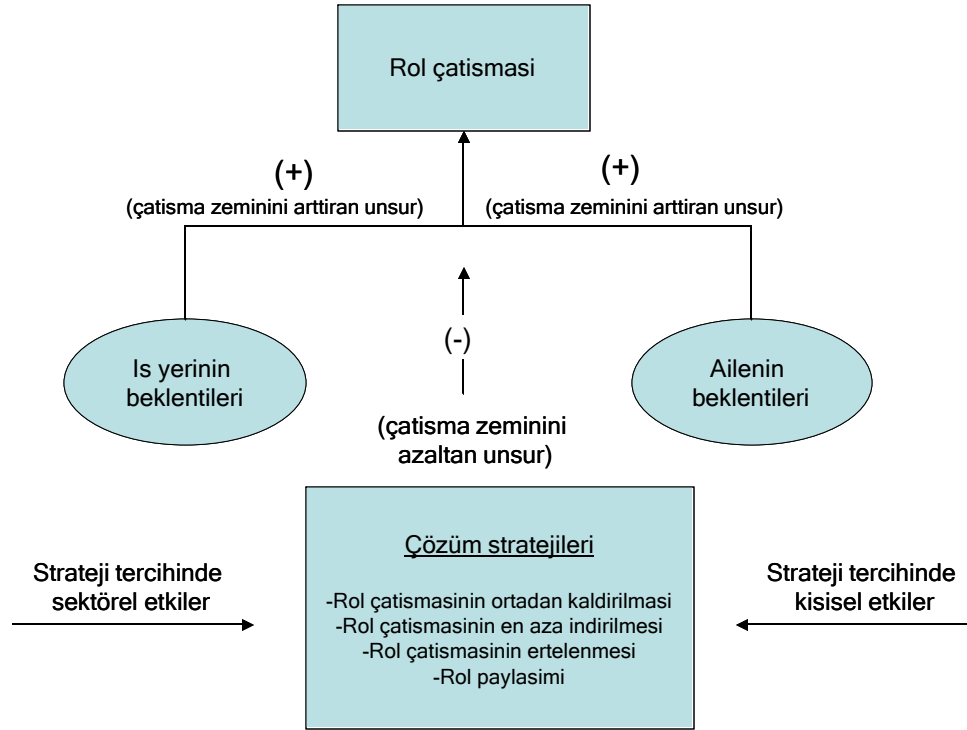 Rol çatismasi
(+)
(+)
(çatisma zeminini arttiran unsur)
(çatisma zeminini arttiran unsur)
(-)
Is yerinin
beklentileri
Ailenin
beklentileri
(çatisma zeminini
azaltan unsur)
Çözüm stratejileri
-Rol çatismasinin ortadan kaldirilmasi
-Rol çatismasinin en aza indirilmesi
-Rol çatismasinin ertelenmesi
-Rol paylasimi
Strateji tercihinde
sektörel etkiler
Strateji tercihinde
kisisel etkiler